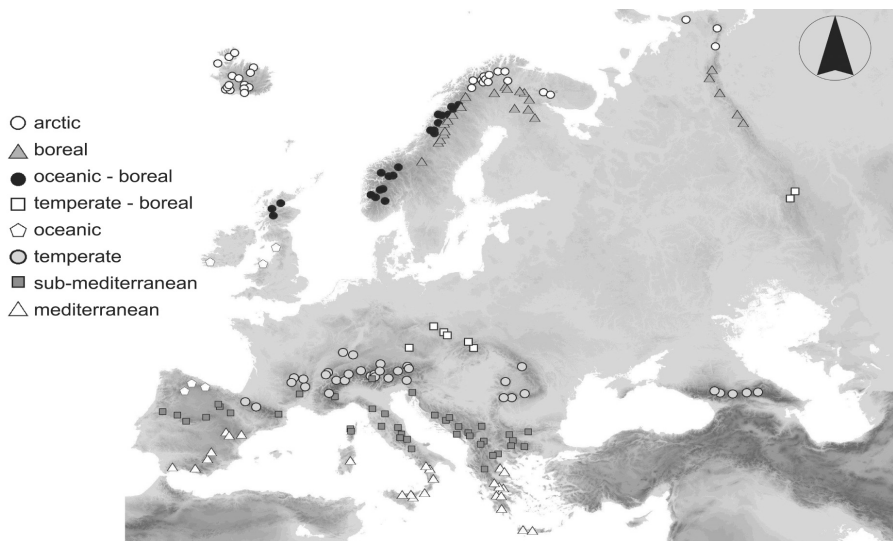 arctic
boreal
oceanic - boreal
temperate - boreal
oceanic
temperate
sub-mediterranean
mediterranean